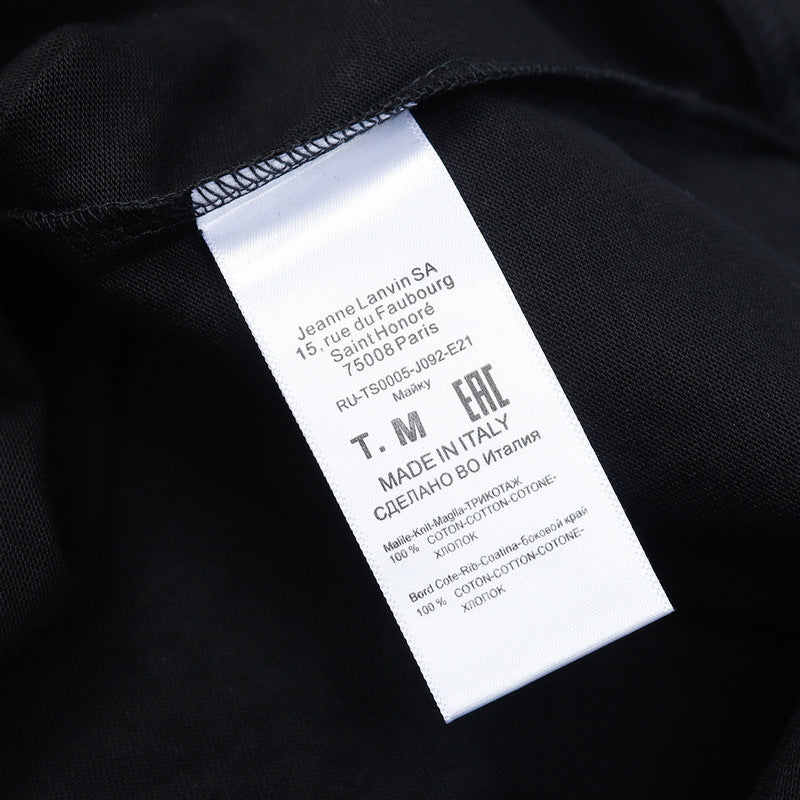 Jeanne Lanvin SA
15, rue du Faubourg
Saint Honoré
75008 Paris
RU-TS0005-J092-E21
Майку
T. M EAC
MADE IN ITALY
СДЕЛАНО ВО Италия
Matile-Knit-Maglia-ТРИКОТАЖ
100 % COTON-COTTON-COTONE-
ХЛОПОК
Bord Cote-Rib-Coatina-боковой край
100 % COTON-COTTON-COTONE-
ХЛОПОК